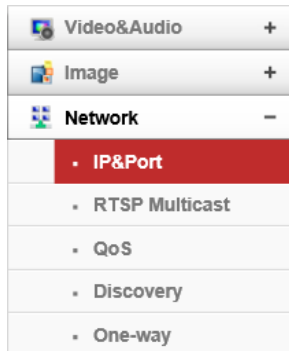 Video&Audio +
Image +
Network −
▪ IP&Port
▪ RTSP Multicast
▪ QoS
▪ Discovery
▪ One-way